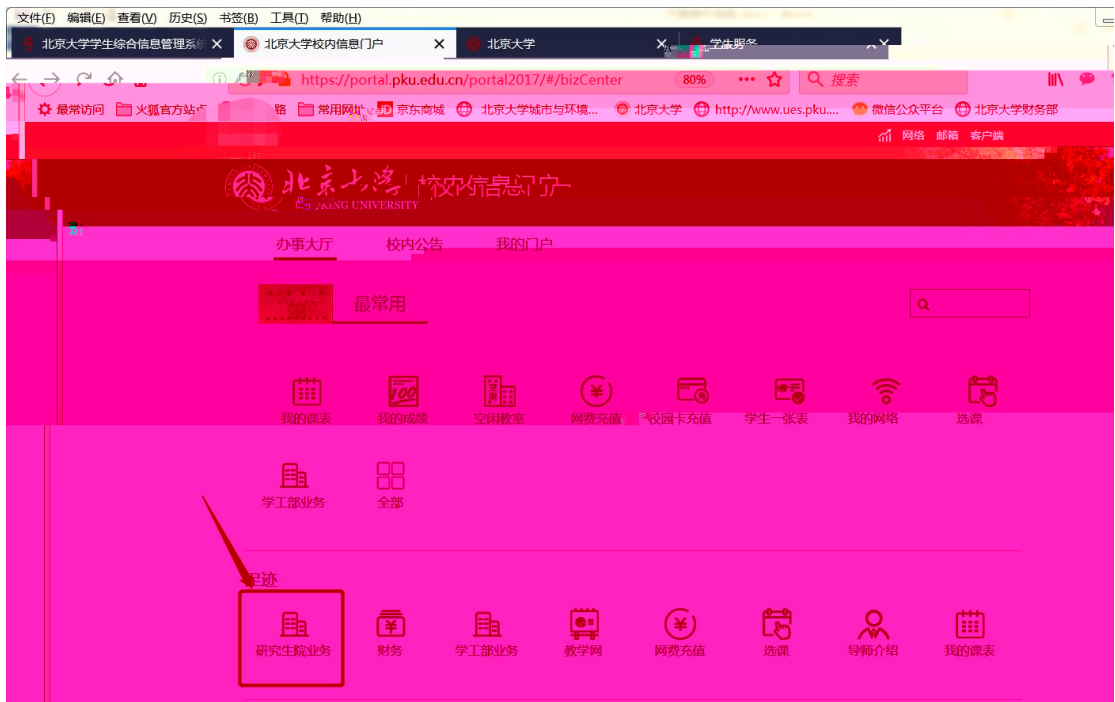 文件(F) 编辑(E) 查看(V) 历史(S) 书签(B) 工具(T) 帮助(H)
北京大学学生综合信息管理系统 北京大学校内信息门户 北京大学 学生服务
https://portal.pku.edu.cn/portal2017/#/bizCenter 80% 搜索
最常访问 火狐官方站点 路 常用网址 JD 京东商城 北京大学城市与环境... 北京大学 http://www.ues.pku.... 微信公众平台 北京大学财务部
网络 邮箱 客户端
北京大学 校内信息门户
PEKING UNIVERSITY
办事大厅 校内公告 我的门户
最常用
我的课表 我的成绩 空闲教室 网费充值 校园卡充值 学生一张表 我的网络 选课
学工部业务 全部
足迹
研究生院业务 财务 学工部业务 教学网 网费充值 选课 导师介绍 我的课表